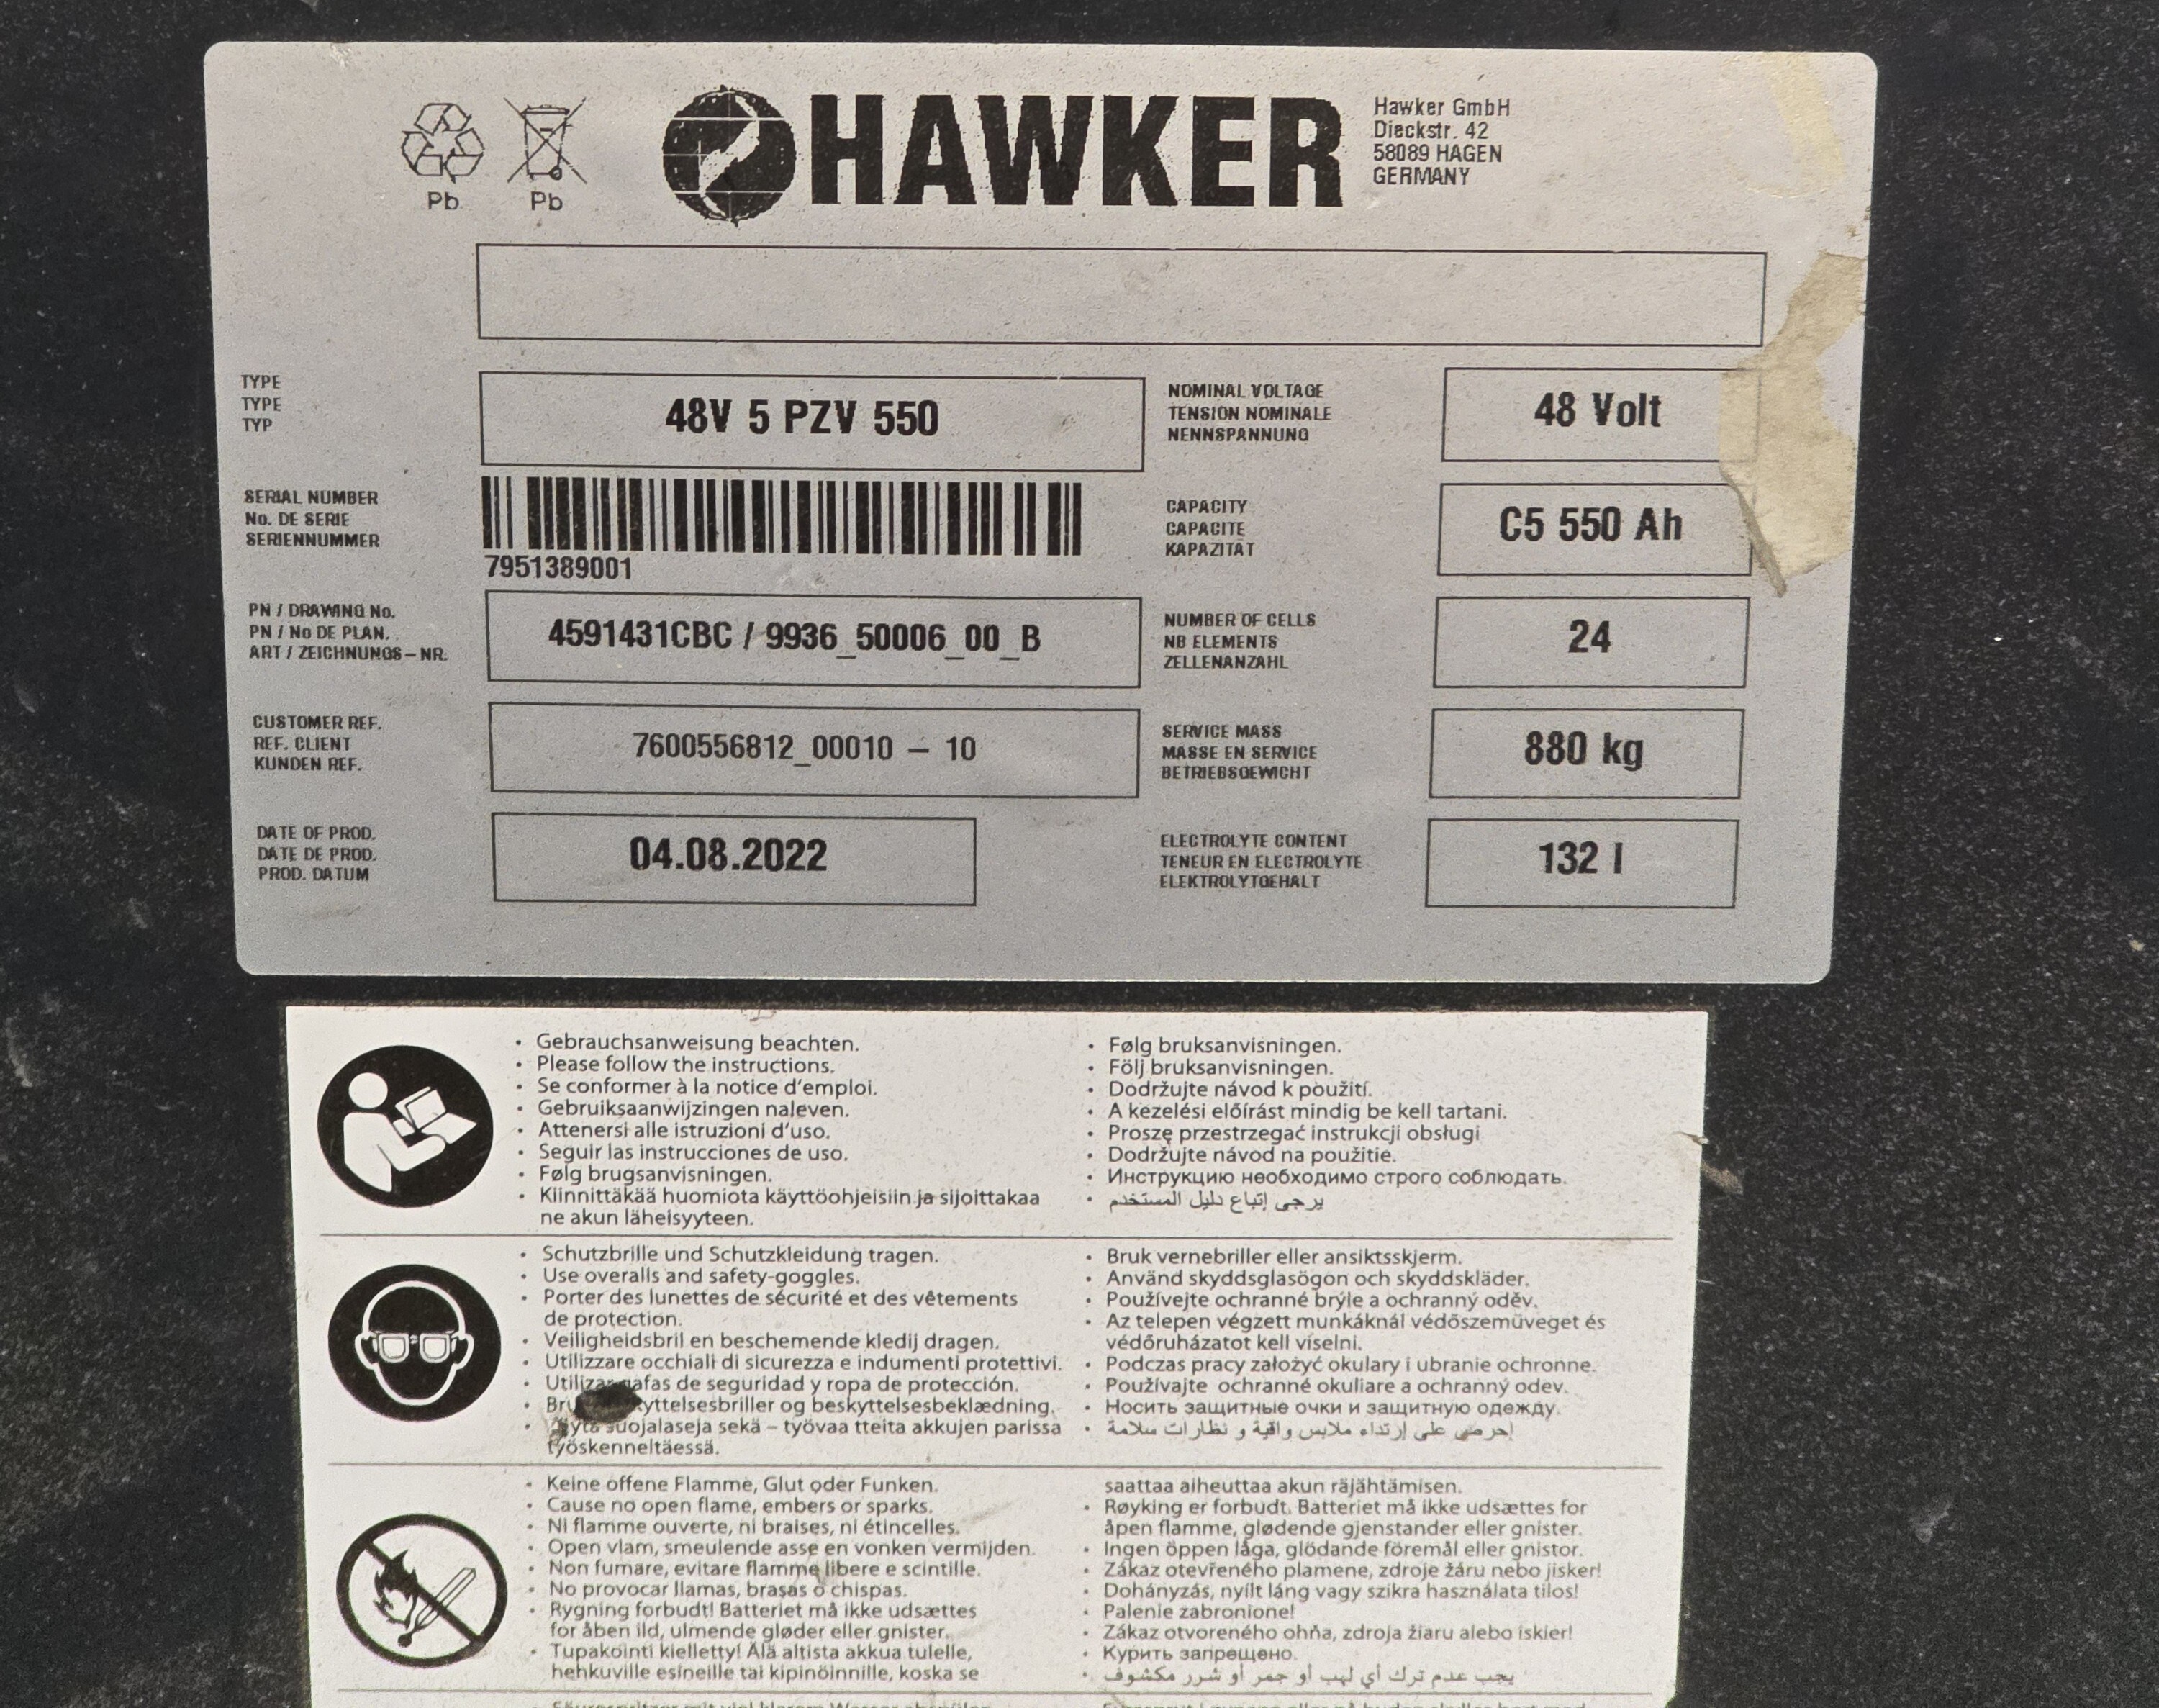 Pb
Pb
HAWKER
Hawker GmbH
Dieckstr. 42
58089 HAGEN
GERMANY
TYPE
TYPE
TYP
48V 5 PZV 550
NOMINAL VOLTAGE
TENSION NOMINALE
NENNSPANNUNG
48 Volt
SERIAL NUMBER
No. DE SERIE
SERIENNUMMER
7951389001
CAPACITY
CAPACITE
KAPAZITÄT
C5 550 Ah
PN / DRAWING No.
PN / No DE PLAN.
ART / ZEICHNUNGS-NR.
4591431CBC / 9936_50006_00_B
NUMBER OF CELLS
NB ELEMENTS
ZELLENANZAHL
24
CUSTOMER REF.
REF. CLIENT
KUNDEN REF.
7600556812_00010 – 10
SERVICE MASS
MASSE EN SERVICE
BETRIEBSGEWICHT
880 kg
DATE OF PROD.
DATE DE PROD.
PROD. DATUM
04.08.2022
ELECTROLYTE CONTENT
TENEUR EN ELECTROLYTE
ELEKTROLYTGEHALT
132 l
• Gebrauchsanweisung beachten.
• Please follow the instructions.
• Se conformer à la notice d'emploi.
• Gebruiksaanwijzingen naleven.
• Attenersi alle istruzioni d'uso.
• Seguir las instrucciones de uso.
• Følg brugsanvisningen.
• Kiinnittäkää huomiota käyttöohjeisiin ja sijoittakaa
ne akun läheisyyteen.
• Følg bruksanvisningen.
• Följ bruksanvisningen.
• Dodržujte návod k použití.
• A kezelési előírást mindig be kell tartani.
• Proszę przestrzegać instrukcji obsługi
• Dodržujte návod na použitie.
• Инструкцию необходимо строго соблюдать.
• يرجى إتباع دليل المستخدم
• Schutzbrille und Schutzkleidung tragen.
• Use overalls and safety-goggles.
• Porter des lunettes de sécurité et des vêtements
de protection.
• Veiligheidsbril en beschemende kledij dragen.
• Utilizzare occhiali di sicurezza e indumenti protettivi.
• Utilizar gafas de seguridad y ropa de protección.
• og beskyttelsesbeklædning.
• suojalaseja sekä – työvaa tteita akkujen parissa
työskenneltäessä.
• Bruk vernebriller eller ansiktsskjerm.
• Använd skyddsglasögon och skyddskläder.
• Používejte ochranné brýle a ochranný oděv.
• Az telepen végzett munkáknál védőszemüveget és
védőruházatot kell viselni.
• Podczas pracy założyć okulary i ubranie ochronne.
• Používajte ochranné okuliare a ochranný odev.
• Носить защитные очки и защитную одежду.
• إحرص على إرتداء ملابس واقية و نظارات سلامة
• Keine offene Flamme, Glut oder Funken.
• Cause no open flame, embers or sparks.
• Ni flamme ouverte, ni braises, ni étincelles.
• Open vlam, smeulende asse en vonken vermijden.
• Non fumare, evitare flamme libere e scintille.
• No provocar llamas, brasas o chispas.
• Rygning forbudt! Batteriet må ikke udsættes
for åben ild, ulmende gløder eller gnister.
• Tupakointi kielletty! Älä altista akkua tulelle,
hehkuville esineille tai kipinöinnille, koska se
saattaa aiheuttaa akun räjähtämisen.
• Røyking er forbudt. Batteriet må ikke udsættes for
åpen flamme, glødende gjenstander eller gnister.
• Ingen öppen låga, glödande föremål eller gnistor.
• Zákaz otevřeného plamene, zdroje žáru nebo jisker!
• Dohányzás, nyílt láng vagy szikra használata tilos!
• Palenie zabronione!
• Zákaz otvoreného ohňa, zdroja žiaru alebo iskier!
• Курить запрещено.
• يجب عدم ترك أي لهب أو جمر أو شرر مكشوف